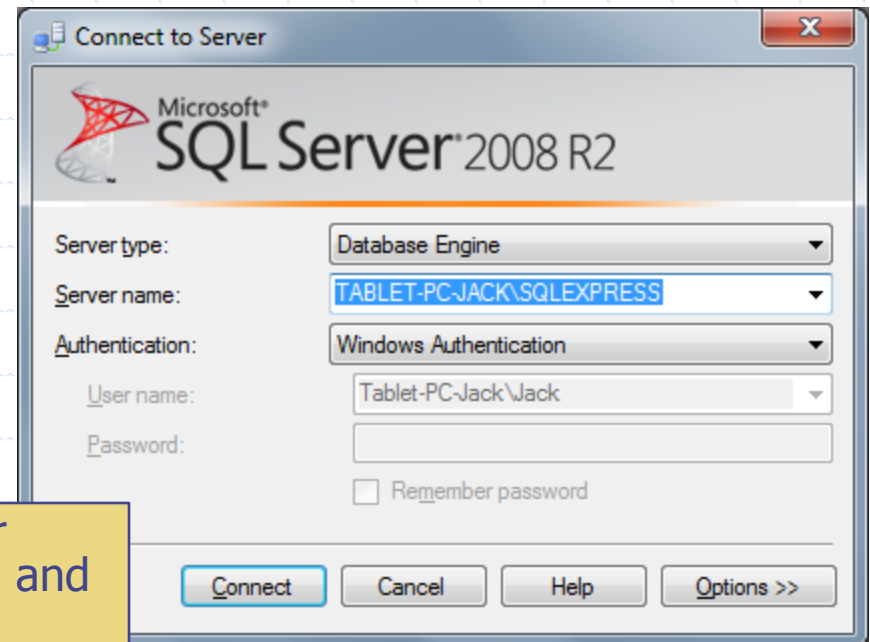 Connect to Server
Microsoft®
SQL Server® 2008 R2
Server type: Database Engine
Server name: TABLET-PC-JACK\SQLEXPRESS
Authentication: Windows Authentication
User name: Tablet-PC-Jack\Jack
Password:
Remember password
and
Connect Cancel Help Options >>